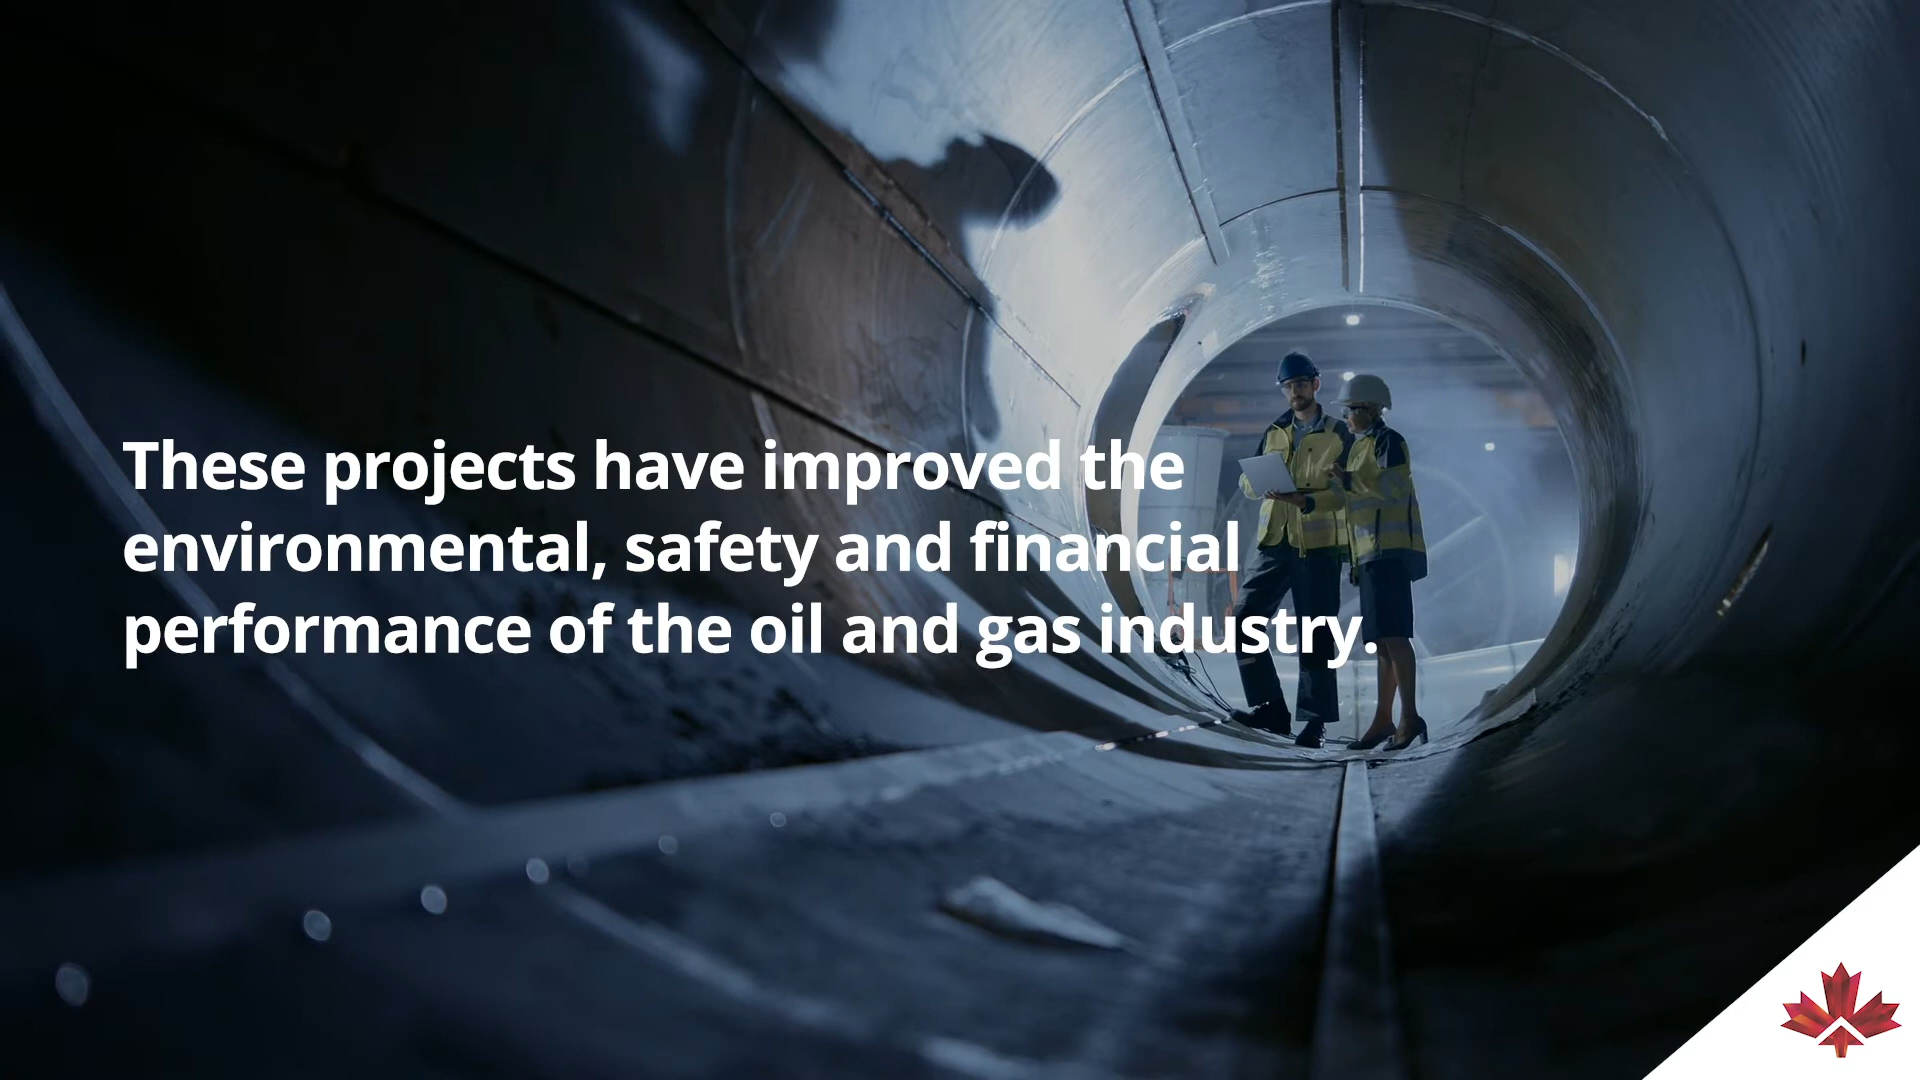 These projects have improved the
environmental, safety and financial
performance of the oil and gas industry.